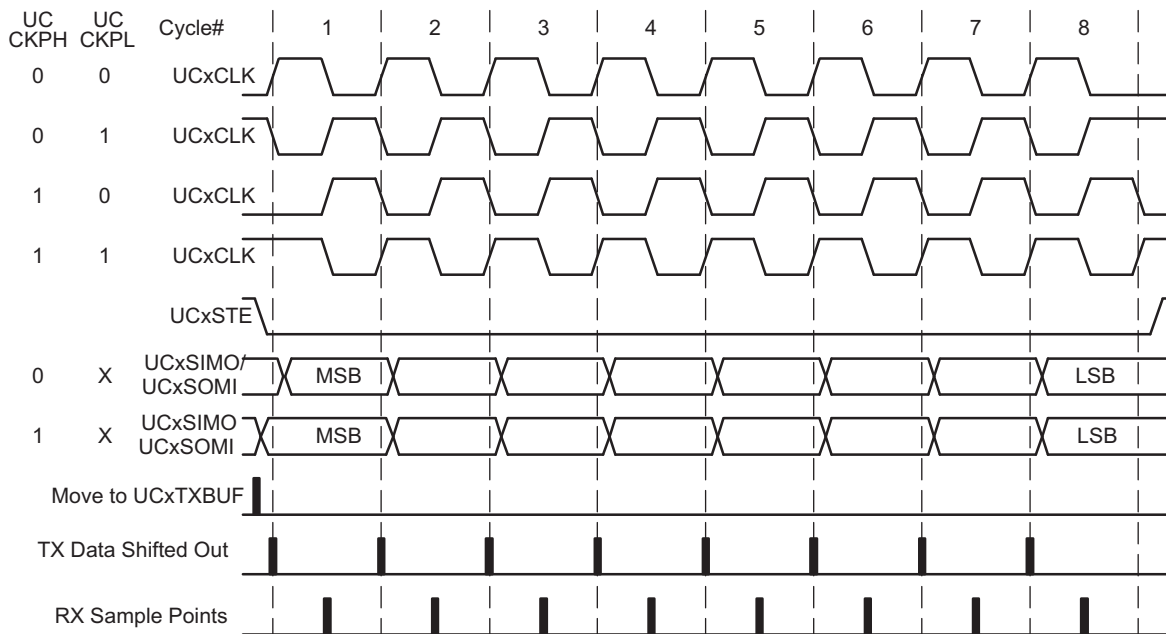 UC CKPH UC CKPL Cycle# 1 2 3 4 5 6 7 8
0 0 UCxCLK
0 1 UCxCLK
1 0 UCxCLK
1 1 UCxCLK
UCxSTE
0 X UCxSIMO/ UCxSOMI MSB LSB
1 X UCxSIMO UCxSOMI MSB LSB
Move to UCxTXBUF
TX Data Shifted Out
RX Sample Points